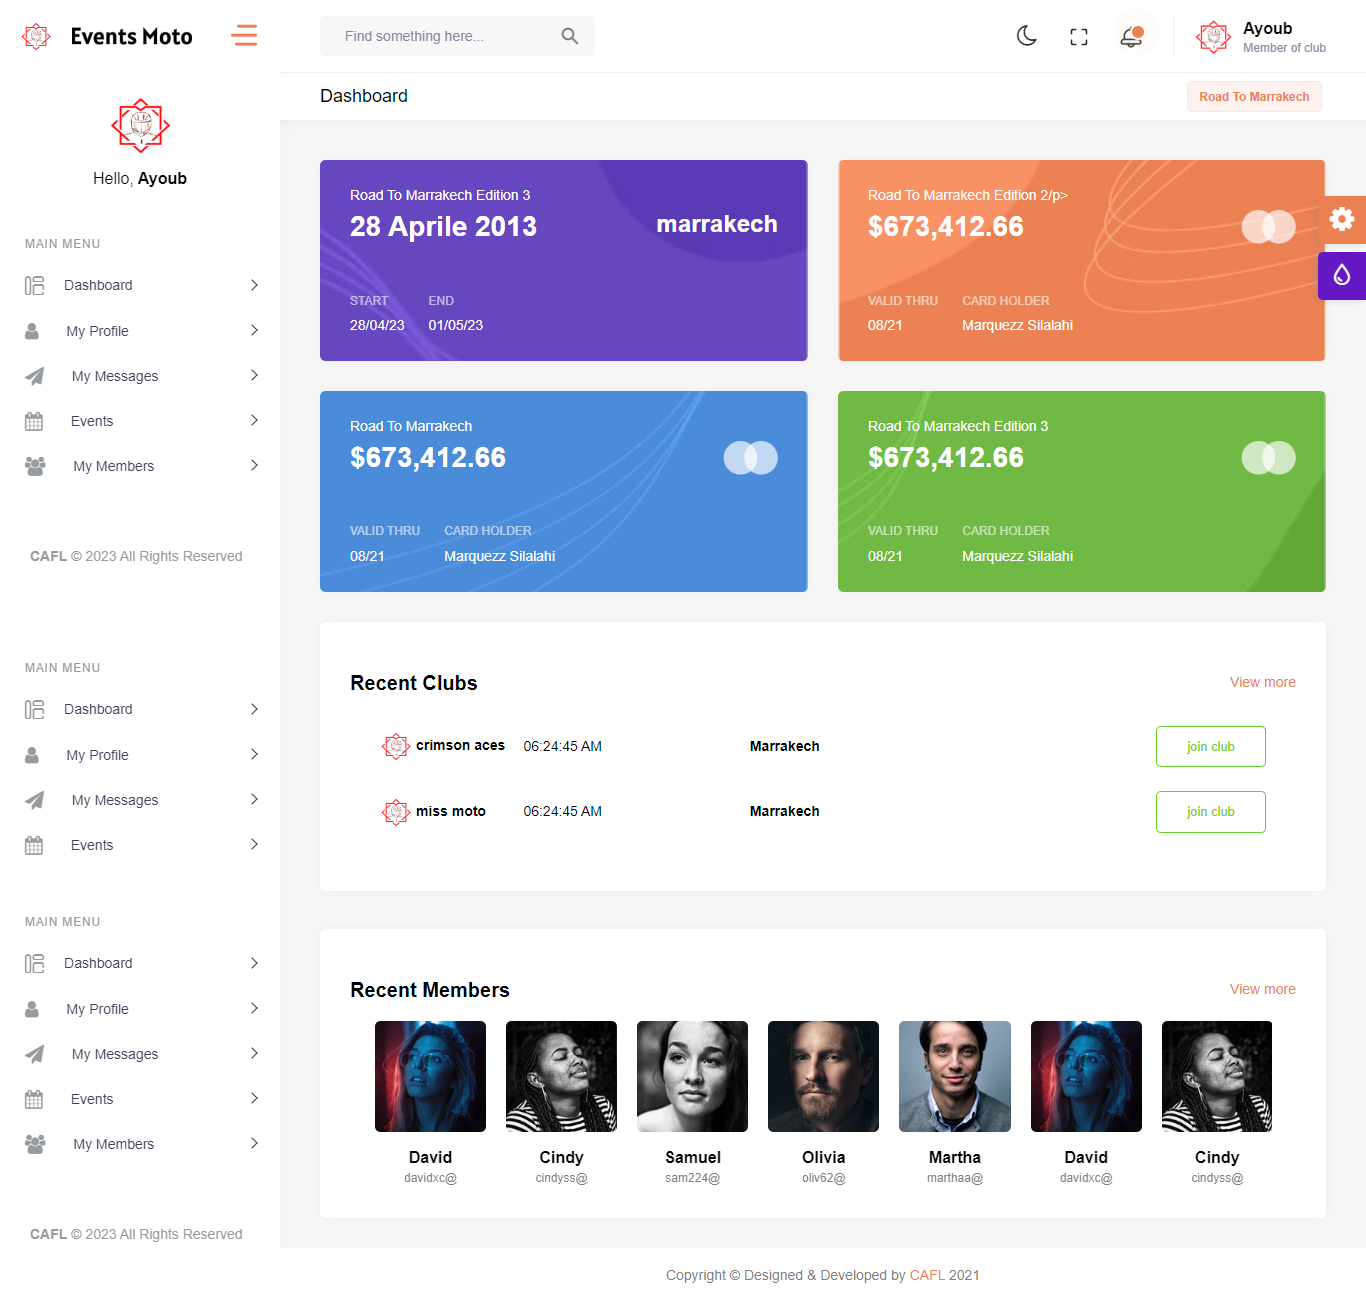 Events Moto
Find something here...
Ayoub
Member of club
Dashboard
Road To Marrakech
Hello, Ayoub
MAIN MENU
Dashboard
My Profile
My Messages
Events
My Members
CAFL © 2023 All Rights Reserved
MAIN MENU
Dashboard
My Profile
My Messages
Events
MAIN MENU
Dashboard
My Profile
My Messages
Events
My Members
CAFL © 2023 All Rights Reserved
Road To Marrakech Edition 3
28 Aprile 2013
marrakech
START END
28/04/23 01/05/23
Road To Marrakech Edition 2/p>
$673,412.66
VALID THRU CARD HOLDER
08/21 Marquezz Silalahi
Road To Marrakech
$673,412.66
VALID THRU CARD HOLDER
08/21 Marquezz Silalahi
Road To Marrakech Edition 3
$673,412.66
VALID THRU CARD HOLDER
08/21 Marquezz Silalahi
Recent Clubs View more
crimson aces 06:24:45 AM Marrakech join club
miss moto 06:24:45 AM Marrakech join club
Recent Members View more
David Cindy Samuel Olivia Martha David Cindy
davidxc@ cindyss@ sam224@ oliv62@ marthaa@ davidxc@ cindyss@
Copyright © Designed & Developed by CAFL 2021